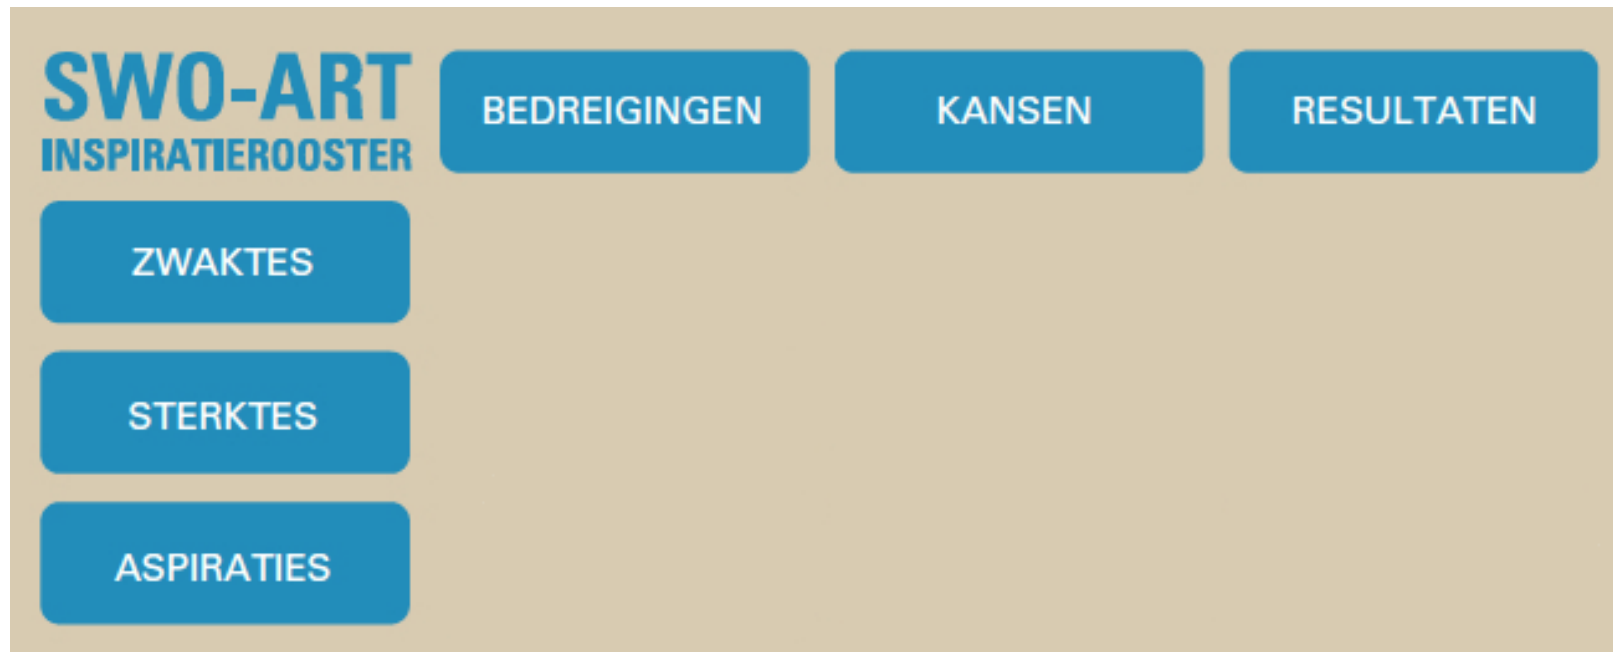 SWO-ART
INSPIRATIEROOSTER
BEDREIGINGEN
KANSEN
RESULTATEN
ZWAKTES
STERKTES
ASPIRATIES